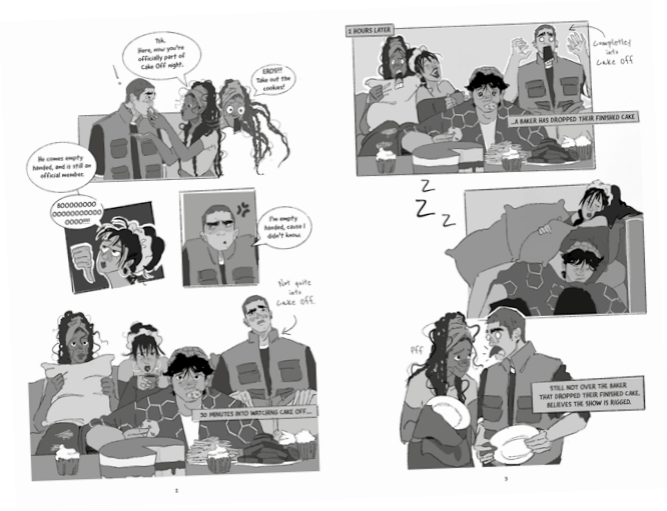 Tsk.
Here, now you're
officially part of
Cake Off night.
EROS!!!
Take out the
cookies!
He comes empty
handed, and is still an
official member.
BOOOOOOO
OOOOOOOOOOOO
OOOO!!!!
I'm empty
handed, cause I
didn't know.
Not quite
into
Cake Off.
30 MINUTES INTO WATCHING CAKE OFF...
2 HOURS LATER
Completely
into
Cake Off
...A BAKER HAS DROPPED THEIR FINISHED CAKE
Z
Z
Z
Pff
STILL NOT OVER THE BAKER
THAT DROPPED THEIR FINISHED CAKE,
BELIEVES THE SHOW IS RIGGED.